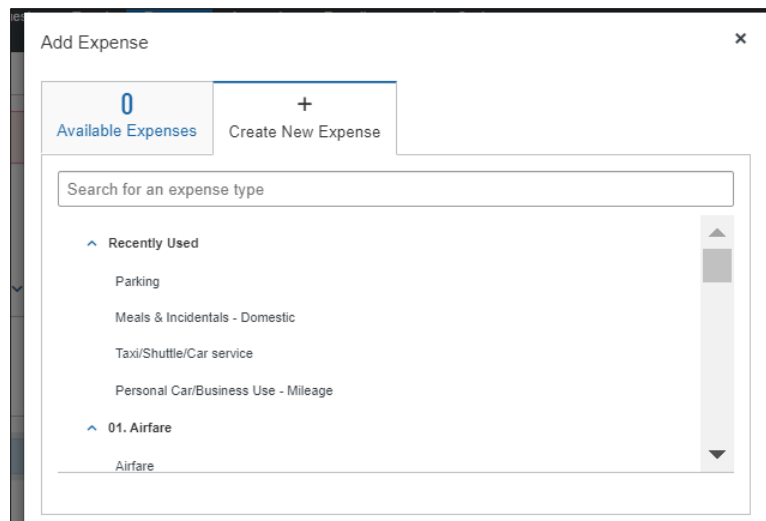 Add Expense
×
0
Available Expenses
+
Create New Expense
Search for an expense type
Recently Used
Parking
Meals & Incidentals - Domestic
Taxi/Shuttle/Car service
Personal Car/Business Use - Mileage
01. Airfare
Airfare